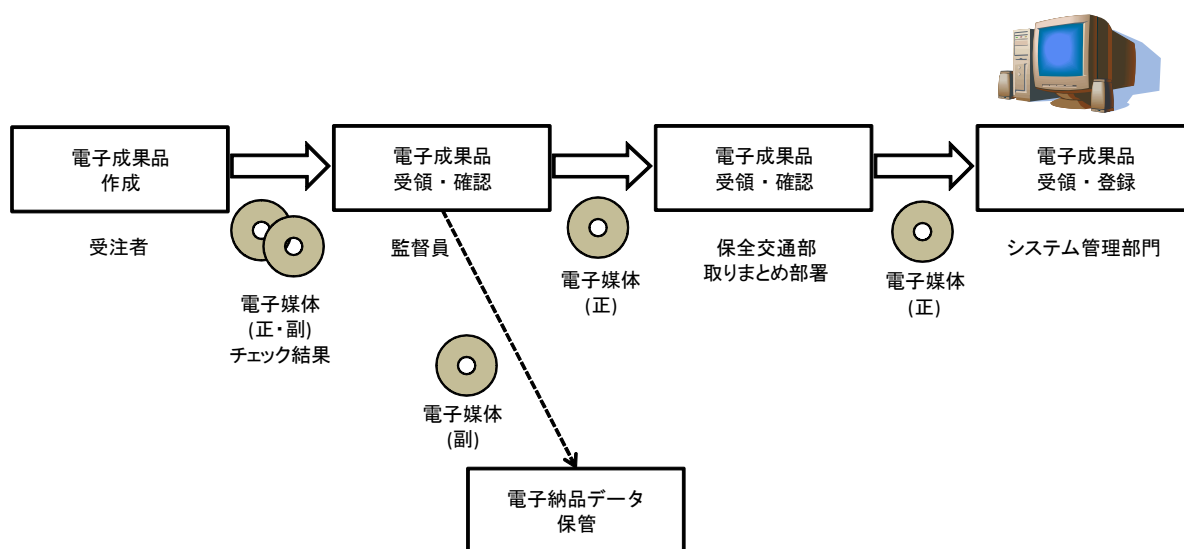 電子成果品
作成
電子成果品
受領・確認
電子成果品
受領・確認
電子成果品
受領・登録
受注者
監督員
保全交通部
取りまとめ部署
システム管理部門
電子媒体
(正・副)
チェック結果
電子媒体
(正)
電子媒体
(正)
電子媒体
(副)
電子納品データ
保管